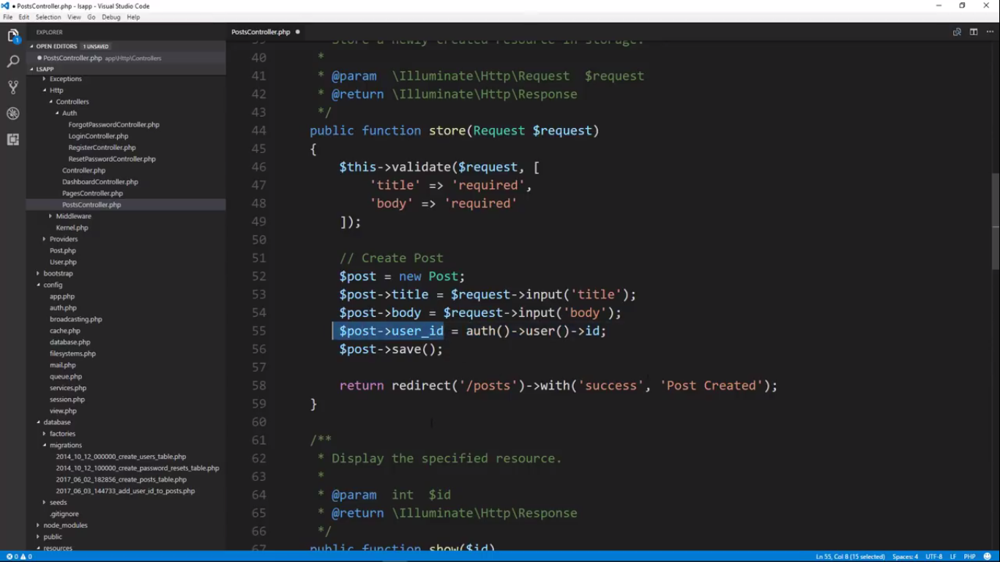 ● PostsController.php - lsapp - Visual Studio Code
File Edit Selection View Go Debug Help
EXPLORER
OPEN EDITORS 1 UNSAVED
PostsController.php app\Http\Controllers
LSAPP
Exceptions
Http
Controllers
Auth
ForgotPasswordController.php
LoginController.php
RegisterController.php
ResetPasswordController.php
Controller.php
DashboardController.php
PagesController.php
PostsController.php
Middleware
Kernel.php
Providers
Post.php
User.php
bootstrap
config
app.php
auth.php
broadcasting.php
cache.php
database.php
filesystems.php
mail.php
queue.php
services.php
session.php
view.php
database
factories
migrations
2014_10_12_000000_create_users_table.php
2014_10_12_100000_create_password_resets_table.php
2017_06_02_182856_create_posts_table.php
2017_06_03_144733_add_user_id_to_posts.php
seeds
.gitignore
node_modules
public
resources
1
PostsController.php
39 * Store a newly created resource in storage.
40 *
41 * @param  \Illuminate\Http\Request  $request
42 * @return \Illuminate\Http\Response
43 */
44 public function store(Request $request)
45 {
46 $this->validate($request, [
47 'title' => 'required',
48 'body' => 'required'
49 ]);
50
51 // Create Post
52 $post = new Post;
53 $post->title = $request->input('title');
54 $post->body = $request->input('body');
55 $post->user_id = auth()->user()->id;
56 $post->save();
57
58 return redirect('/posts')->with('success', 'Post Created');
59 }
60
61 /**
62 * Display the specified resource.
63 *
64 * @param  int  $id
65 * @return \Illuminate\Http\Response
66 */
67 public function show($id)
0 0 Ln 55, Col 8 (15 selected) Spaces: 4 UTF-8 LF PHP